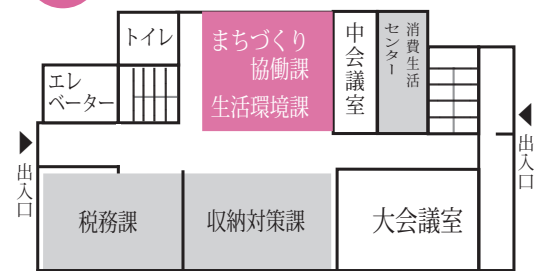 トイレ
まちづくり
協働課
生活環境課
中会議室
消費生活
センター
エレ
ベーター
出入口
出入口
税務課
収納対策課
大会議室